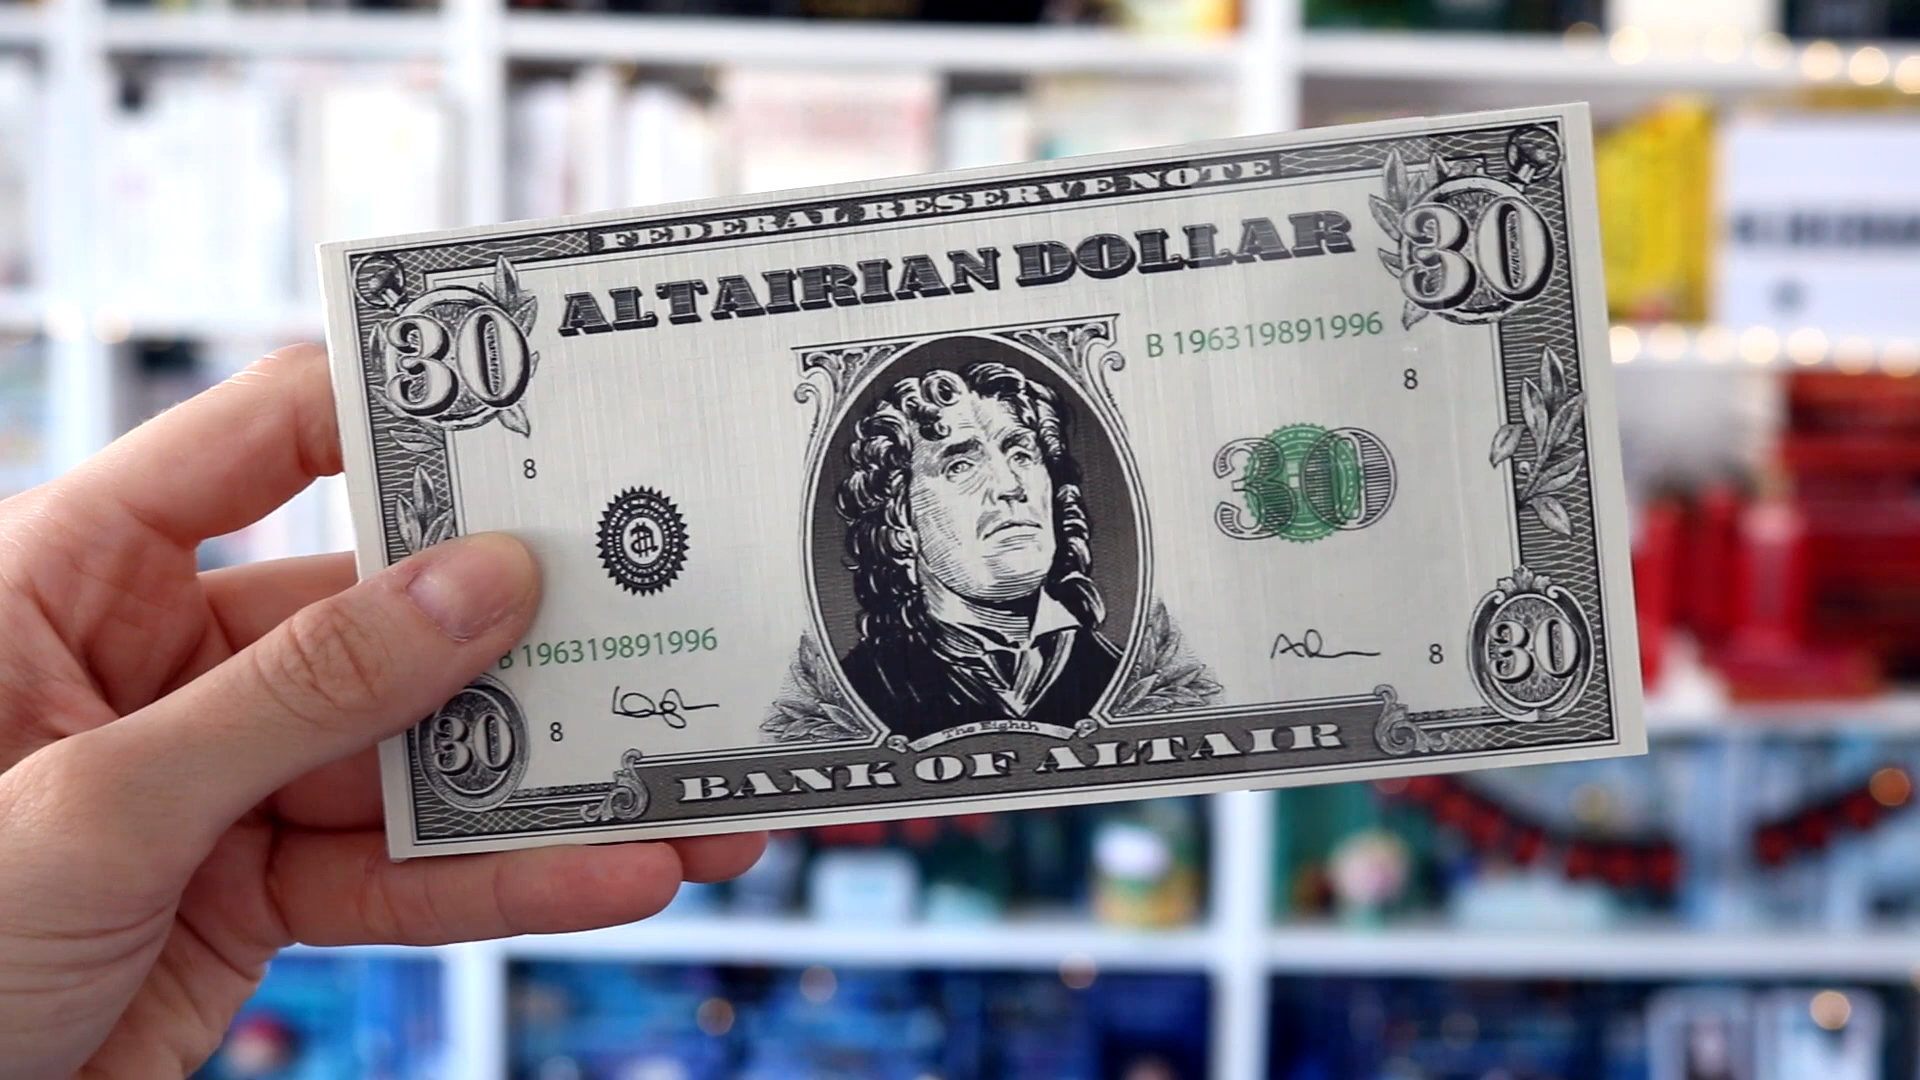 FEDERAL RESERVE NOTE
ALTAIRIAN DOLLAR
30
30
B 196319891996
8
8
30
B 196319891996
8
8
30
30
The Eighth
BANK OF ALTAIR